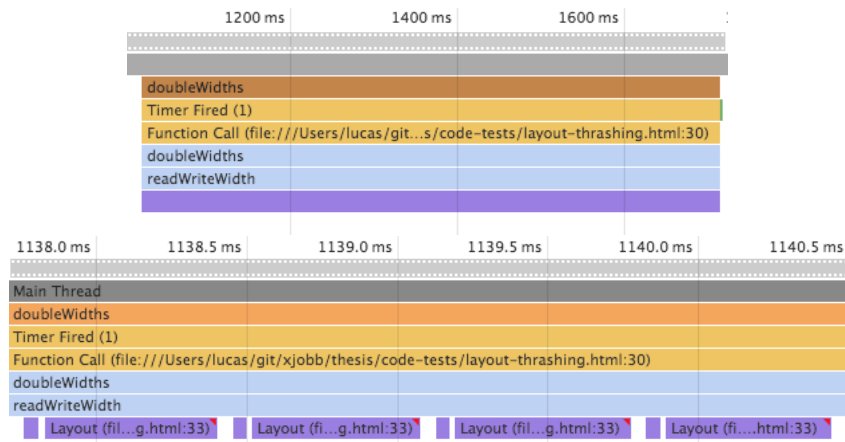 1200 ms 1400 ms 1600 ms
doubleWidths
Timer Fired (1)
Function Call (file:///Users/lucas/git...s/code-tests/layout-thrashing.html:30)
doubleWidths
readWriteWidth
1138.0 ms 1138.5 ms 1139.0 ms 1139.5 ms 1140.0 ms 1140.5 ms
Main Thread
doubleWidths
Timer Fired (1)
Function Call (file:///Users/lucas/git/xjobb/thesis/code-tests/layout-thrashing.html:30)
doubleWidths
readWriteWidth
Layout (fil...g.html:33) Layout (fi...g.html:33) Layout (fil...g.html:33) Layout (fi....html:33)